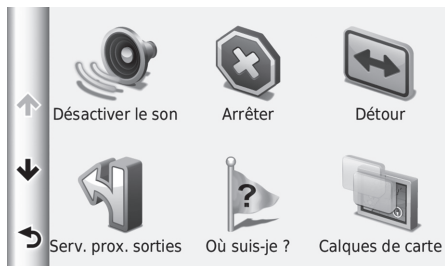 Désactiver le son
Arrêter
Détour
Serv. prox. sorties
Où suis-je ?
Calques de carte